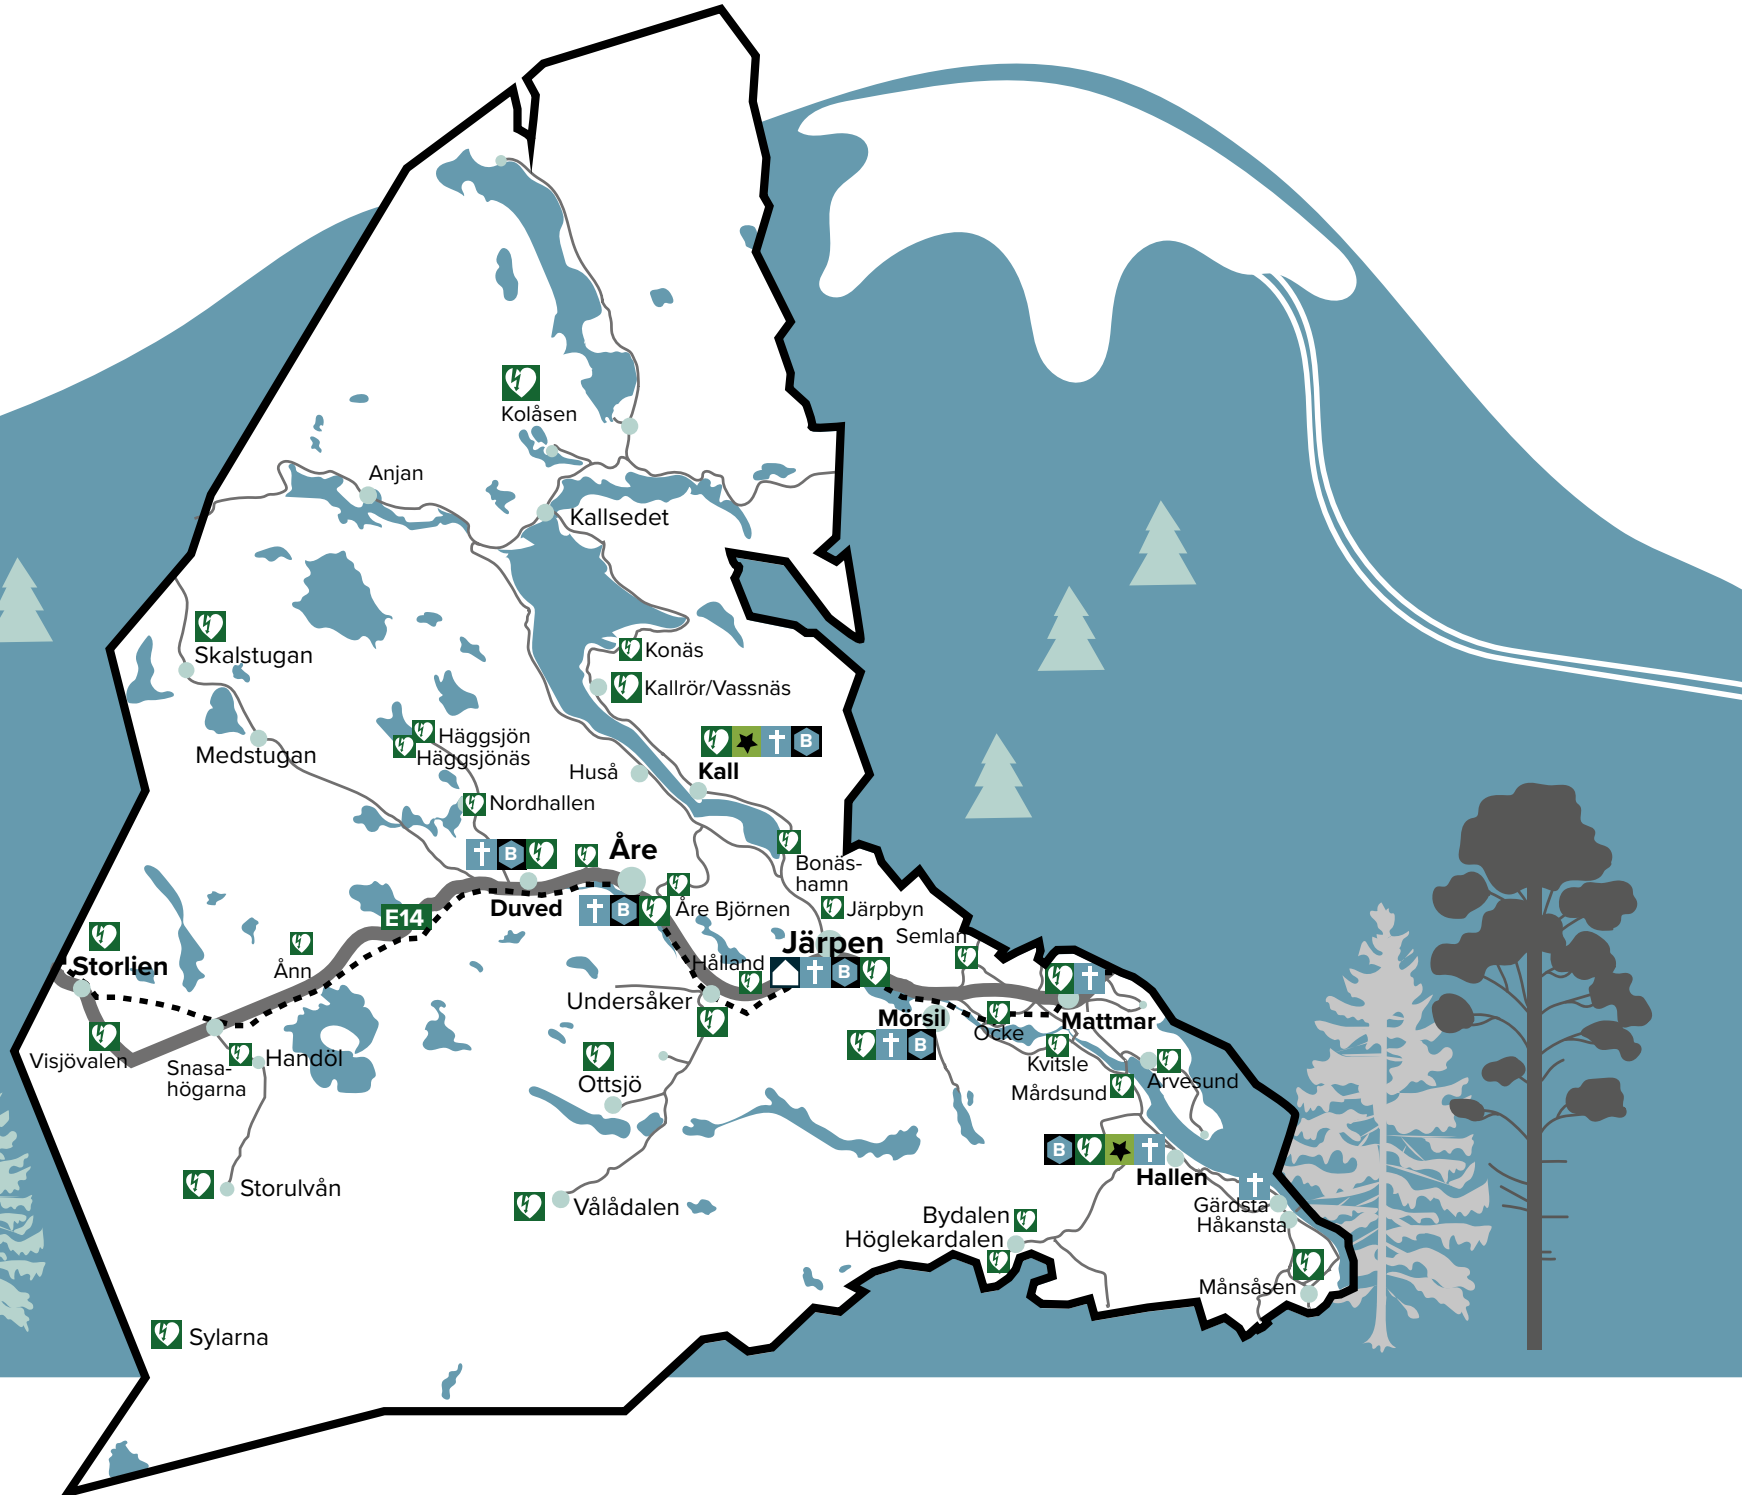 Kolåsen
Anjan
Kallsedet
Konäs
Skalstugan
Kallrör/Vassnäs
Häggsjön
Häggsjönäs
Medstugan
Huså
Kall
B
Nordhallen
B
Åre
Bonäs-
hamn
Duved
B
Åre Björnen
Järpbyn
E14
Semlan
Järpen
Storlien
Ånn
Hålland
B
Undersåker
Mörsil
Mattmar
Ocke
B
Visjövalen
Snasa-
högarna
Handöl
Kvitsle
Ottsjö
Mårdsund
Arvesund
B
Hallen
Storulvån
Vålådalen
Gärdsta
Håkansta
Bydalen
Höglekardalen
Månsåsen
Sylarna